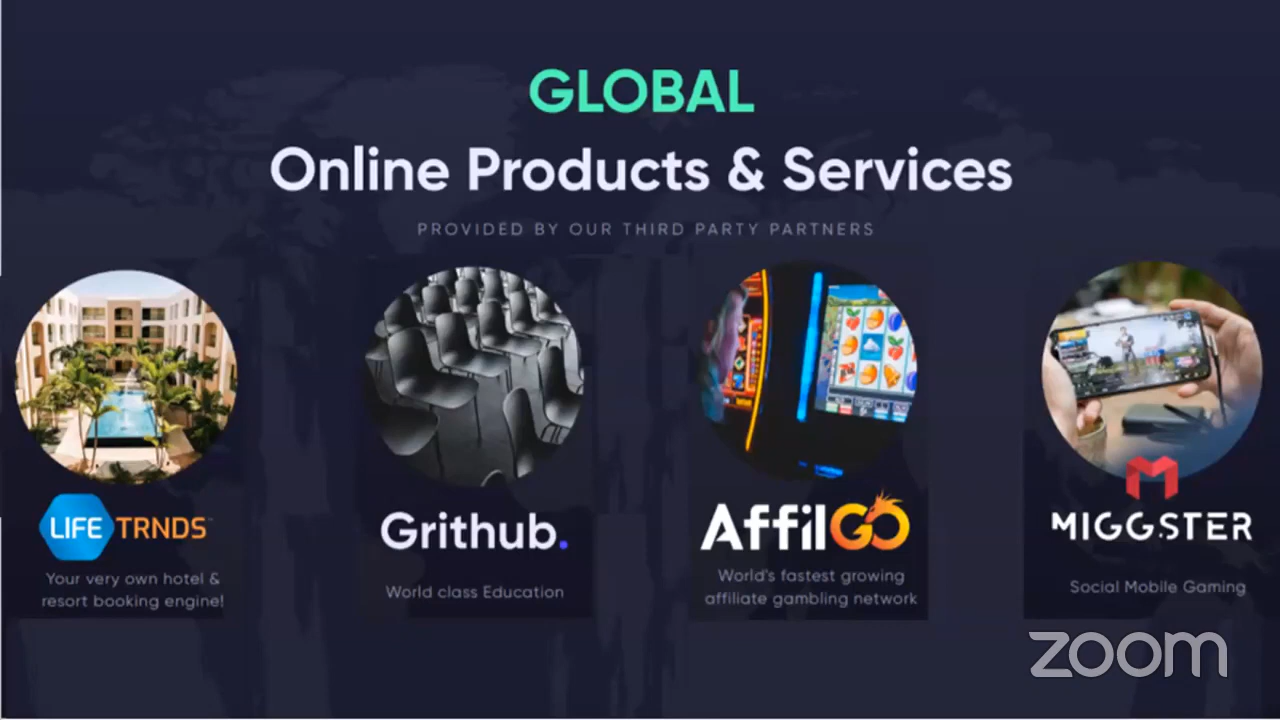 GLOBAL
Online Products & Services
PROVIDED BY OUR THIRD PARTY PARTNERS
LIFE TRNDS
Your very own hotel &
resort booking engine!
Grithub.
World class Education
AffilGO
World's fastest growing
affiliate gambling network
MIGGSTER
Social Mobile Gaming
zoom